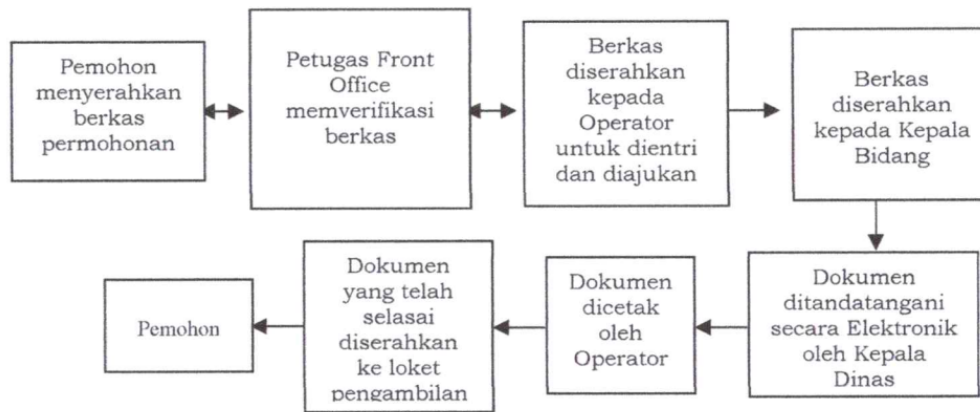 Pemohon
menyerahkan
berkas
permohonan
Petugas Front
Office
memverifikasi
berkas
Berkas
diserahkan
kepada
Operator
untuk dientri
dan diajukan
Berkas
diserahkan
kepada Kepala
Bidang
Pemohon
Dokumen
yang telah
selasai
diserahkan
ke loket
pengambilan
Dokumen
dicetak
oleh
Operator
Dokumen
ditandatangani
secara Elektronik
oleh Kepala
Dinas